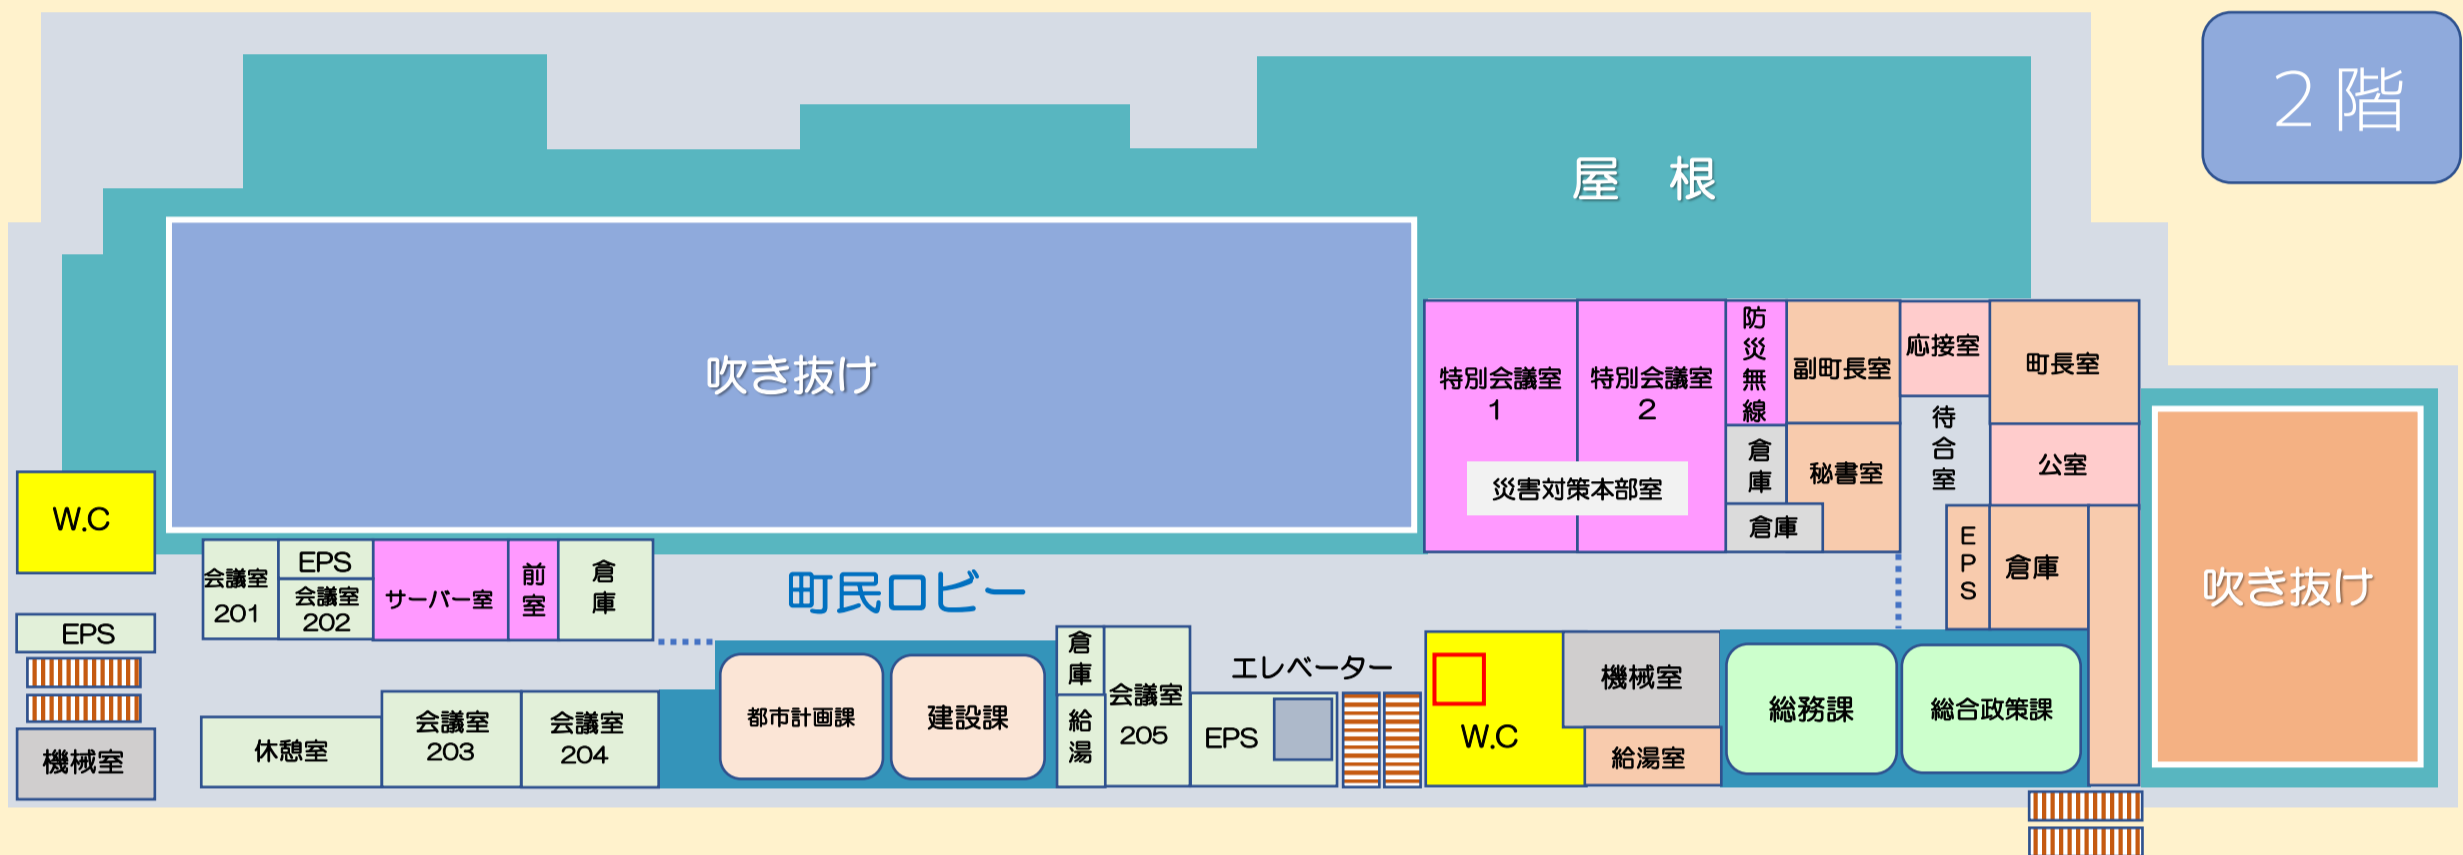 ２階
屋　根
吹き抜け
特別会議室
1
特別会議室
2
災害対策本部室
防災無線
倉庫
倉庫
副町長室
秘書室
応接室
待合室
町長室
公室
EPS
倉庫
吹き抜け
W.C
EPS
機械室
会議室
201
EPS
会議室
202
サーバー室
前室
倉庫
町民ロビー
休憩室
会議室
203
会議室
204
都市計画課
建設課
倉庫
給湯
会議室
205
エレベーター
EPS
W.C
機械室
給湯室
総務課
総合政策課